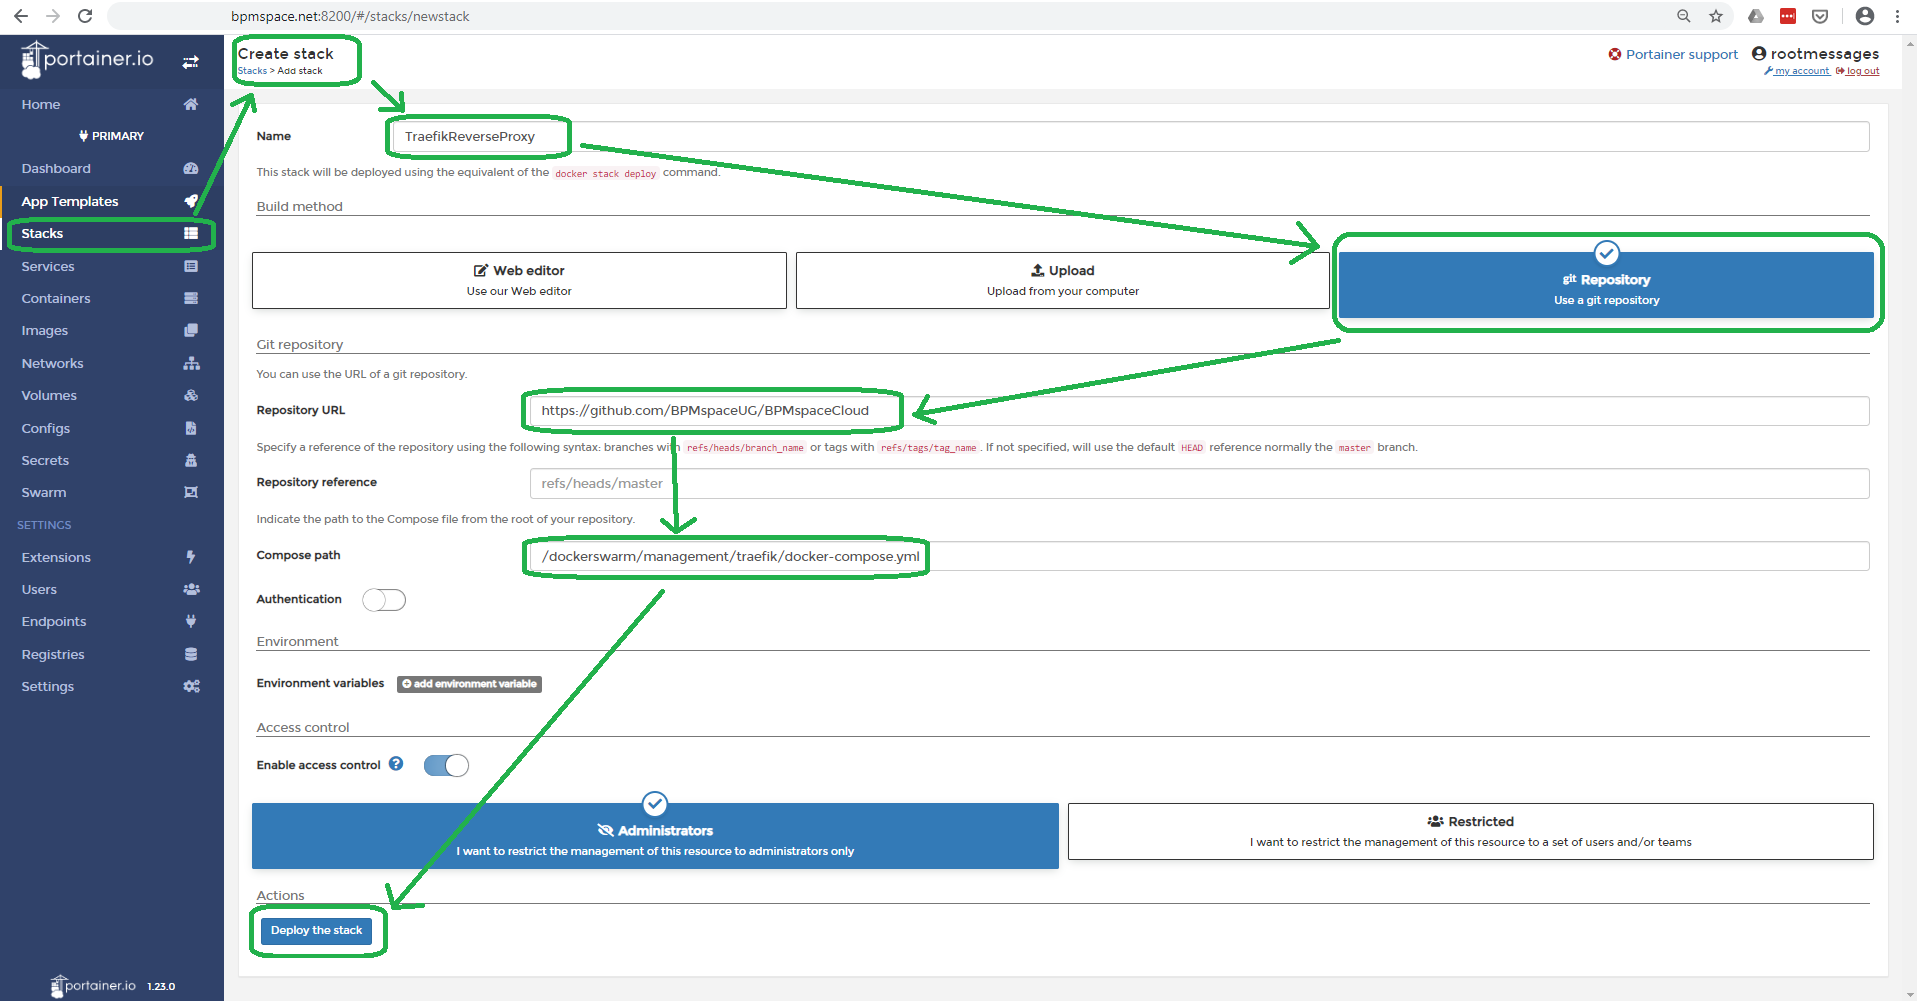 bpmspace.net:8200/#/stacks/newstack
portainer.io
Home
PRIMARY
Dashboard
App Templates
Stacks
Services
Containers
Images
Networks
Volumes
Configs
Secrets
Swarm
SETTINGS
Extensions
Users
Endpoints
Registries
Settings
portainer.io 1.23.0
Create stack
Stacks > Add stack
Portainer support
rootmessages
my account log out
Name TraefikReverseProxy
This stack will be deployed using the equivalent of the docker stack deploy command.
Build method
Web editor
Use our Web editor
Upload
Upload from your computer
git Repository
Use a git repository
Git repository
You can use the URL of a git repository.
Repository URL https://github.com/BPMspaceUG/BPMspaceCloud
Specify a reference of the repository using the following syntax: branches with refs/heads/branch_name or tags with refs/tags/tag_name . If not specified, will use the default HEAD reference normally the master branch.
Repository reference refs/heads/master
Indicate the path to the Compose file from the root of your repository.
Compose path /dockerswarm/management/traefik/docker-compose.yml
Authentication
Environment
Environment variables add environment variable
Access control
Enable access control ?
Administrators
I want to restrict the management of this resource to administrators only
Restricted
I want to restrict the management of this resource to a set of users and/or teams
Actions
Deploy the stack